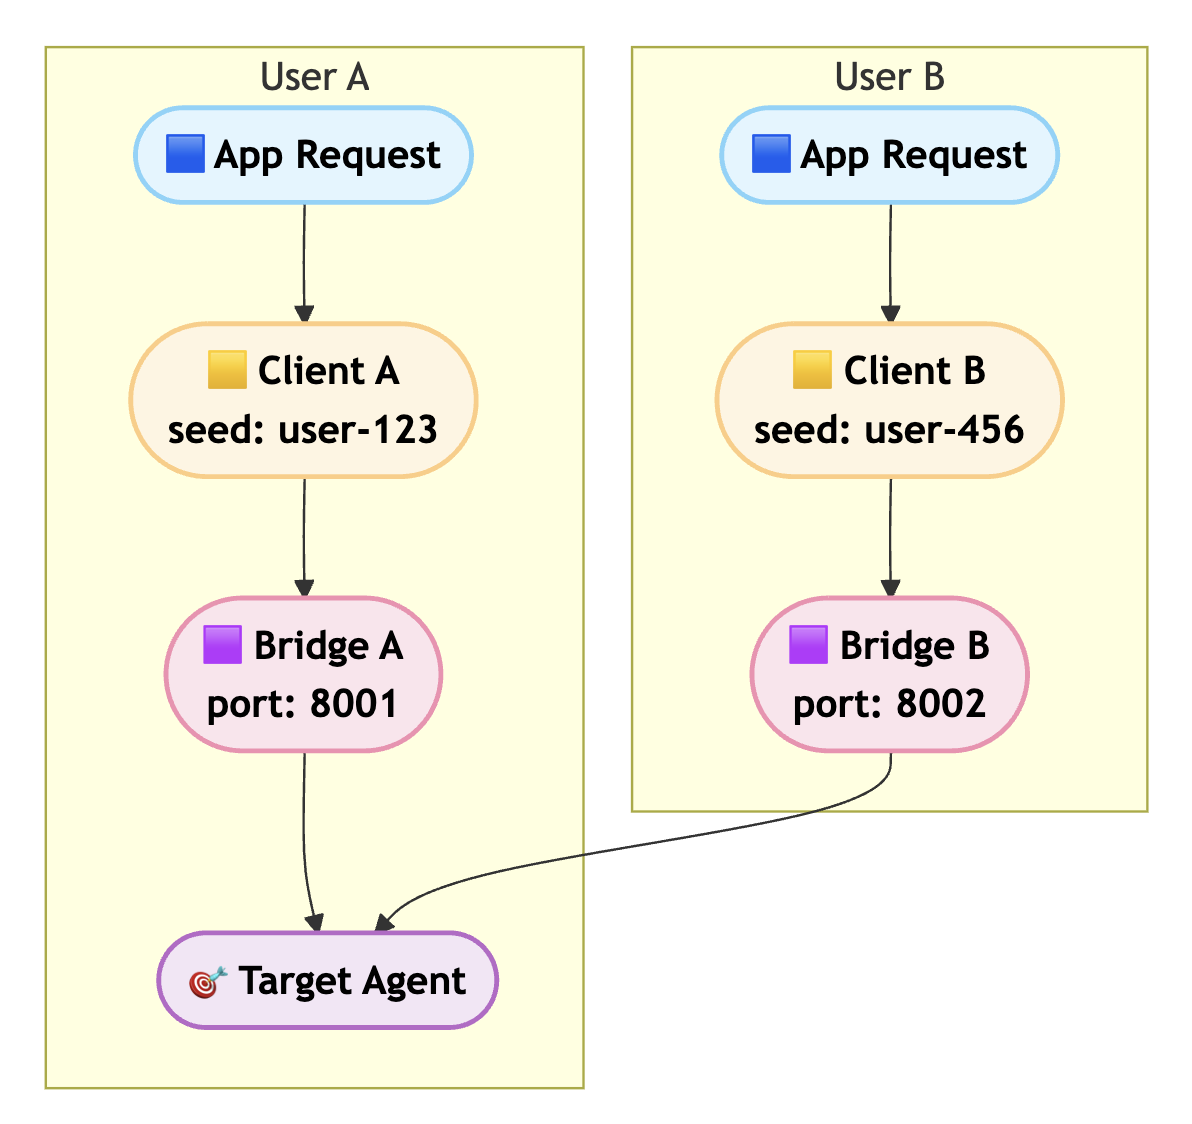 User A
App Request
Client A
seed: user-123
Bridge A
port: 8001
Target Agent
User B
App Request
Client B
seed: user-456
Bridge B
port: 8002